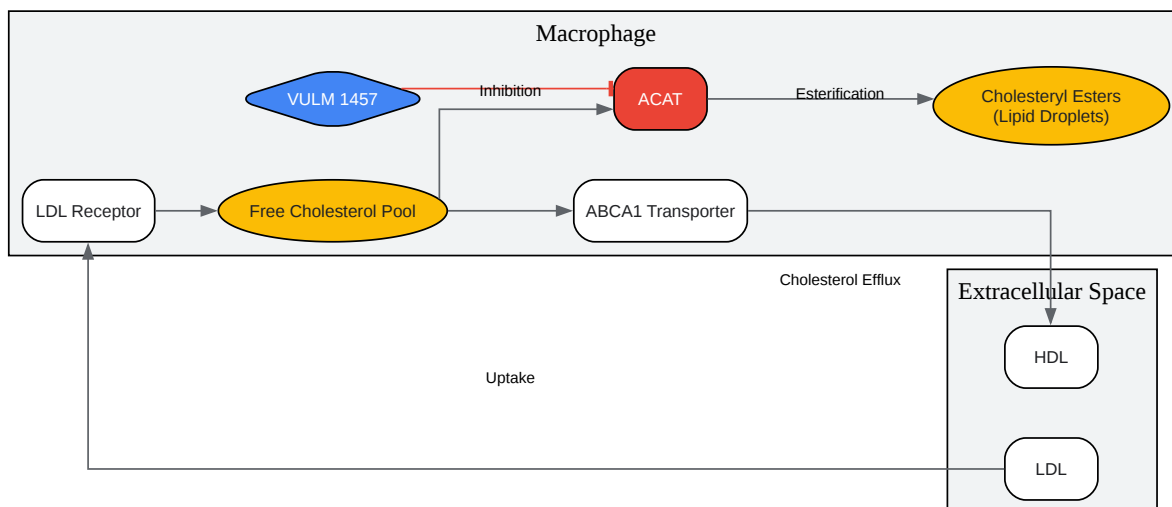 Macrophage
VULM 1457
Inhibition
ACAT
Esterification
Cholesteryl Esters
(Lipid Droplets)
LDL Receptor
Free Cholesterol Pool
ABCA1 Transporter
Cholesterol Efflux
Extracellular Space
HDL
Uptake
LDL